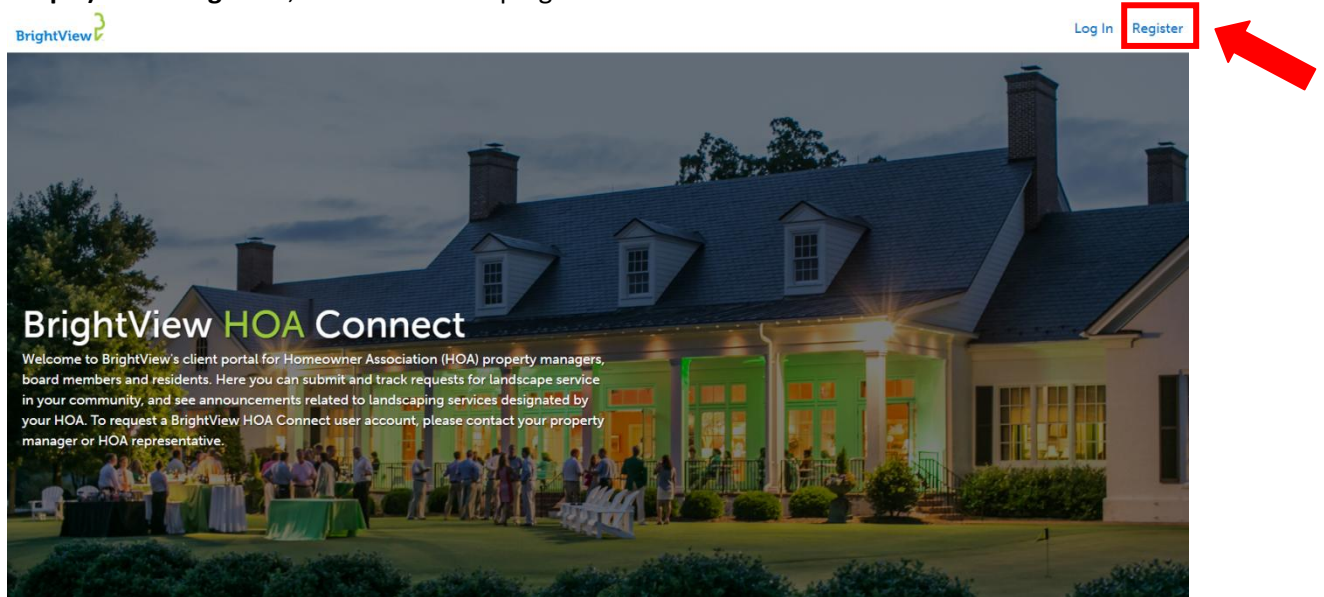 BrightView
Log In Register
BrightView HOA Connect
Welcome to BrightView's client portal for Homeowner Association (HOA) property managers,
board members and residents. Here you can submit and track requests for landscape service
in your community, and see announcements related to landscaping services designated by
your HOA. To request a BrightView HOA Connect user account, please contact your property
manager or HOA representative.